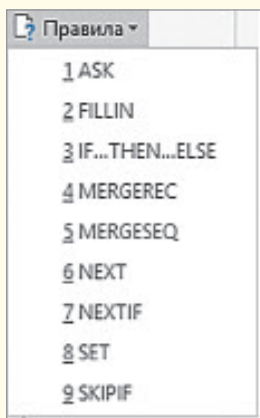 Правила
1 ASK
2 FILLIN
3 IF...THEN...ELSE
4 MERGEREC
5 MERGESEQ
6 NEXT
7 NEXTIF
8 SET
9 SKIPIF